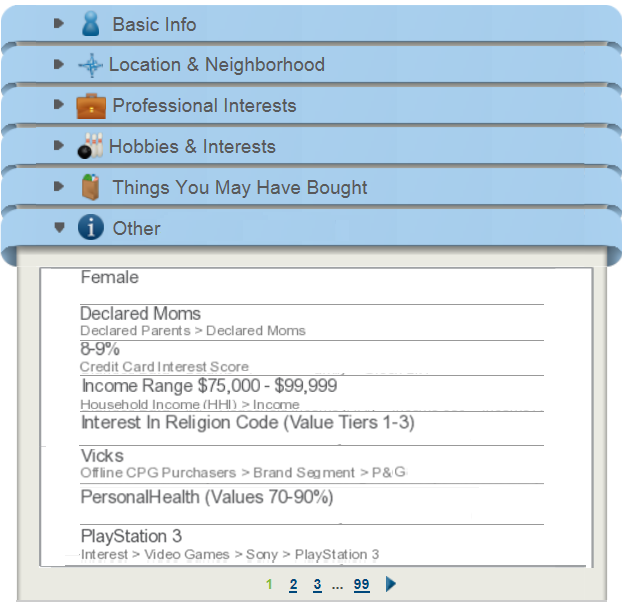 Basic Info
Location & Neighborhood
Professional Interests
Hobbies & Interests
Things You May Have Bought
Other
Female
Declared Moms
Declared Parents > Declared Moms
8-9%
Credit Card Interest Score
Income Range $75,000 - $99,999
Household Income (HHI) > Income
Interest In Religion Code (Value Tiers 1-3)
Vicks
Offline CPG Purchasers > Brand Segment > P&G
PersonalHealth (Values 70-90%)
PlayStation 3
Interest > Video Games > Sony > PlayStation 3
1 2 3 ... 99